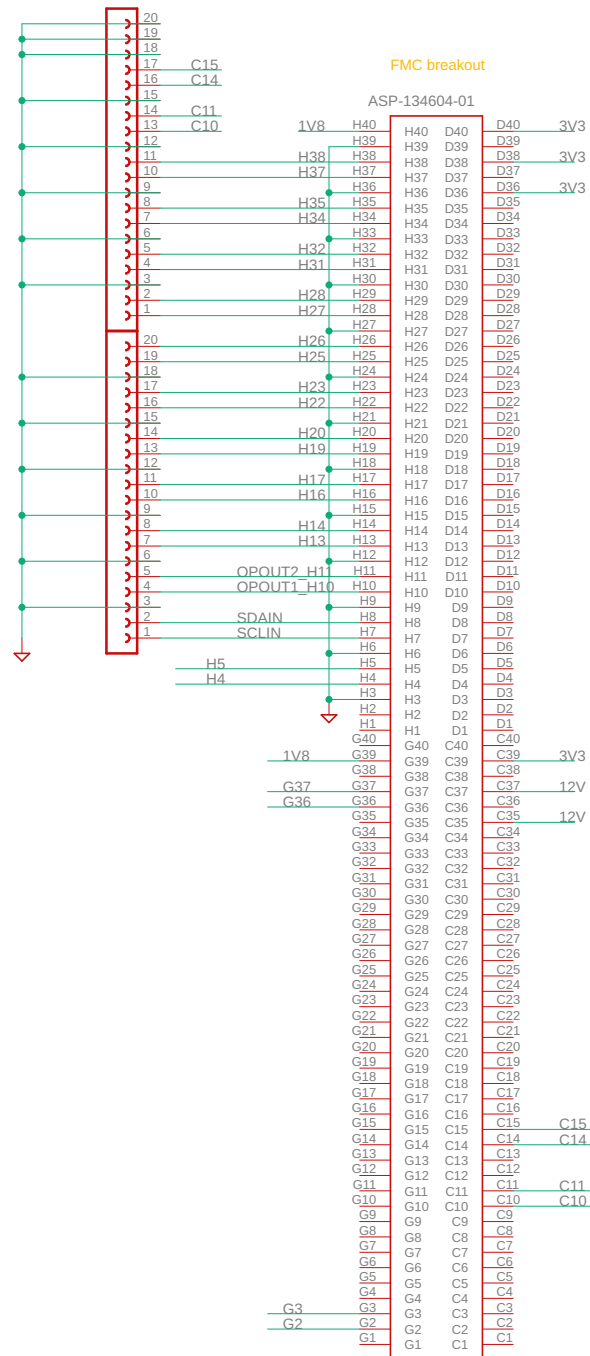 20
19
18
17 C15
FMC breakout
16 C14
15
ASP-134604-01
14 C11
13 C10 1V8 H40 H40 D40 D40 3V3
12 H39 H39 D39 D39
11 H38 H38 H38 D38 D38 3V3
10 H37 H37 H37 D37 D37
9 H36 H36 D36 D36 3V3
8 H35 H35 H35 D35 D35
7 H34 H34 H34 D34 D34
6 H33 H33 D33 D33
5 H32 H32 H32 D32 D32
4 H31 H31 H31 D31 D31
3 H30 H30 D30 D30
2 H28 H29 H29 D29 D29
1 H27 H28 H28 D28 D28
H27 H27 D27 D27
20 H26 H26 H26 D26 D26
19 H25 H25 H25 D25 D25
18 H24 H24 D24 D24
17 H23 H23 H23 D23 D23
16 H22 H22 H22 D22 D22
15 H21 H21 D21 D21
14 H20 H20 H20 D20 D20
13 H19 H19 H19 D19 D19
12 H18 H18 D18 D18
11 H17 H17 H17 D17 D17
10 H16 H16 H16 D16 D16
9 H15 H15 D15 D15
8 H14 H14 H14 D14 D14
7 H13 H13 H13 D13 D13
6 H12 H12 D12 D12
5 OPOUT2_H11 H11 H11 D11 D11
4 OPOUT1_H10 H10 H10 D10 D10
3 H9 H9 D9 D9
2 SDAIN H8 H8 D8 D8
1 SCLIN H7 H7 D7 D7
H6 H6 D6 D6
H5 H5 H5 D5 D5
H4 H4 H4 D4 D4
H3 H3 D3 D3
H2 H2 D2 D2
H1 H1 D1 D1
G40 G40 C40 C40
1V8 G39 G39 C39 C39 3V3
G38 G38 C38 C38
G37 G37 G37 C37 C37 12V
G36 G36 G36 C36 C36
G35 G35 C35 C35 12V
G34 G34 C34 C34
G33 G33 C33 C33
G32 G32 C32 C32
G31 G31 C31 C31
G30 G30 C30 C30
G29 G29 C29 C29
G28 G28 C28 C28
G27 G27 C27 C27
G26 G26 C26 C26
G25 G25 C25 C25
G24 G24 C24 C24
G23 G23 C23 C23
G22 G22 C22 C22
G21 G21 C21 C21
G20 G20 C20 C20
G19 G19 C19 C19
G18 G18 C18 C18
G17 G17 C17 C17
G16 G16 C16 C16
G15 G15 C15 C15 C15
G14 G14 C14 C14 C14
G13 G13 C13 C13
G12 G12 C12 C12
G11 G11 C11 C11 C11
G10 G10 C10 C10 C10
G9 G9 C9 C9
G8 G8 C8 C8
G7 G7 C7 C7
G6 G6 C6 C6
G5 G5 C5 C5
G4 G4 C4 C4
G3 G3 G3 C3 C3
G2 G2 G2 C2 C2
G1 G1 C1 C1